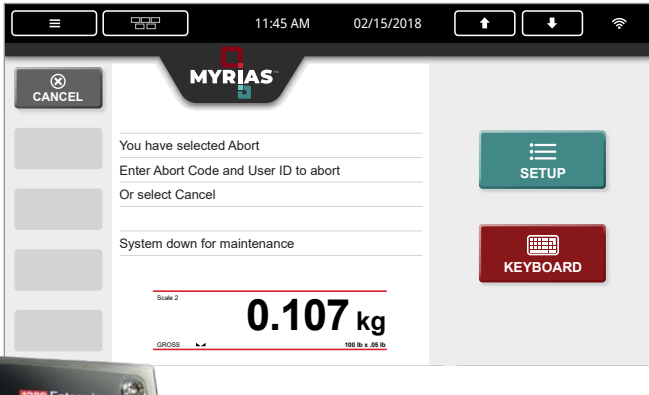 11:45 AM 02/15/2018
CANCEL
MYRIAS™
You have selected Abort
Enter Abort Code and User ID to abort
Or select Cancel
System down for maintenance
SETUP
KEYBOARD
Scale 2
0.107 kg
GROSS 100 lb x .05 lb